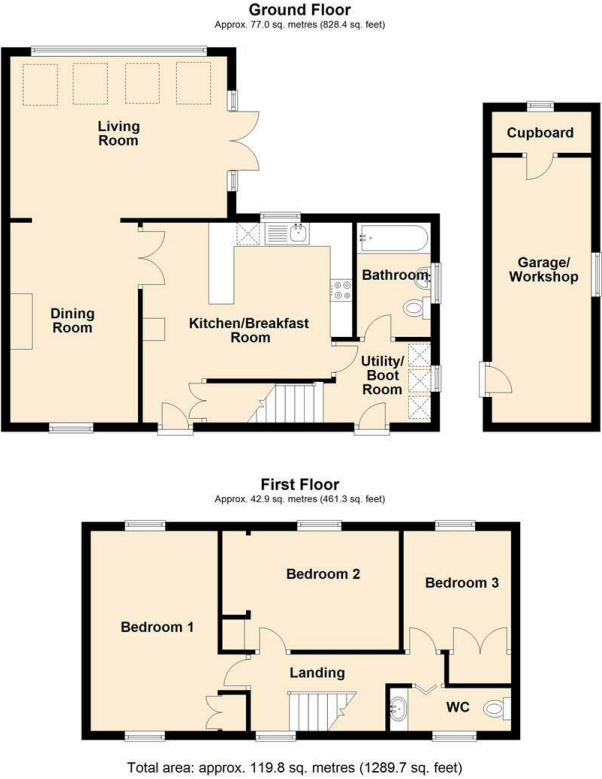 Ground Floor
Approx. 77.0 sq. metres (828.4 sq. feet)
Living
Room
Cupboard
Garage/
Workshop
Bathroom
Dining
Room
Kitchen/Breakfast
Room
Utility/
Boot
Room
First Floor
Approx. 42.9 sq. metres (461.3 sq. feet)
Bedroom 1
Bedroom 2
Bedroom 3
Landing
WC
Total area: approx. 119.8 sq. metres (1289.7 sq. feet)